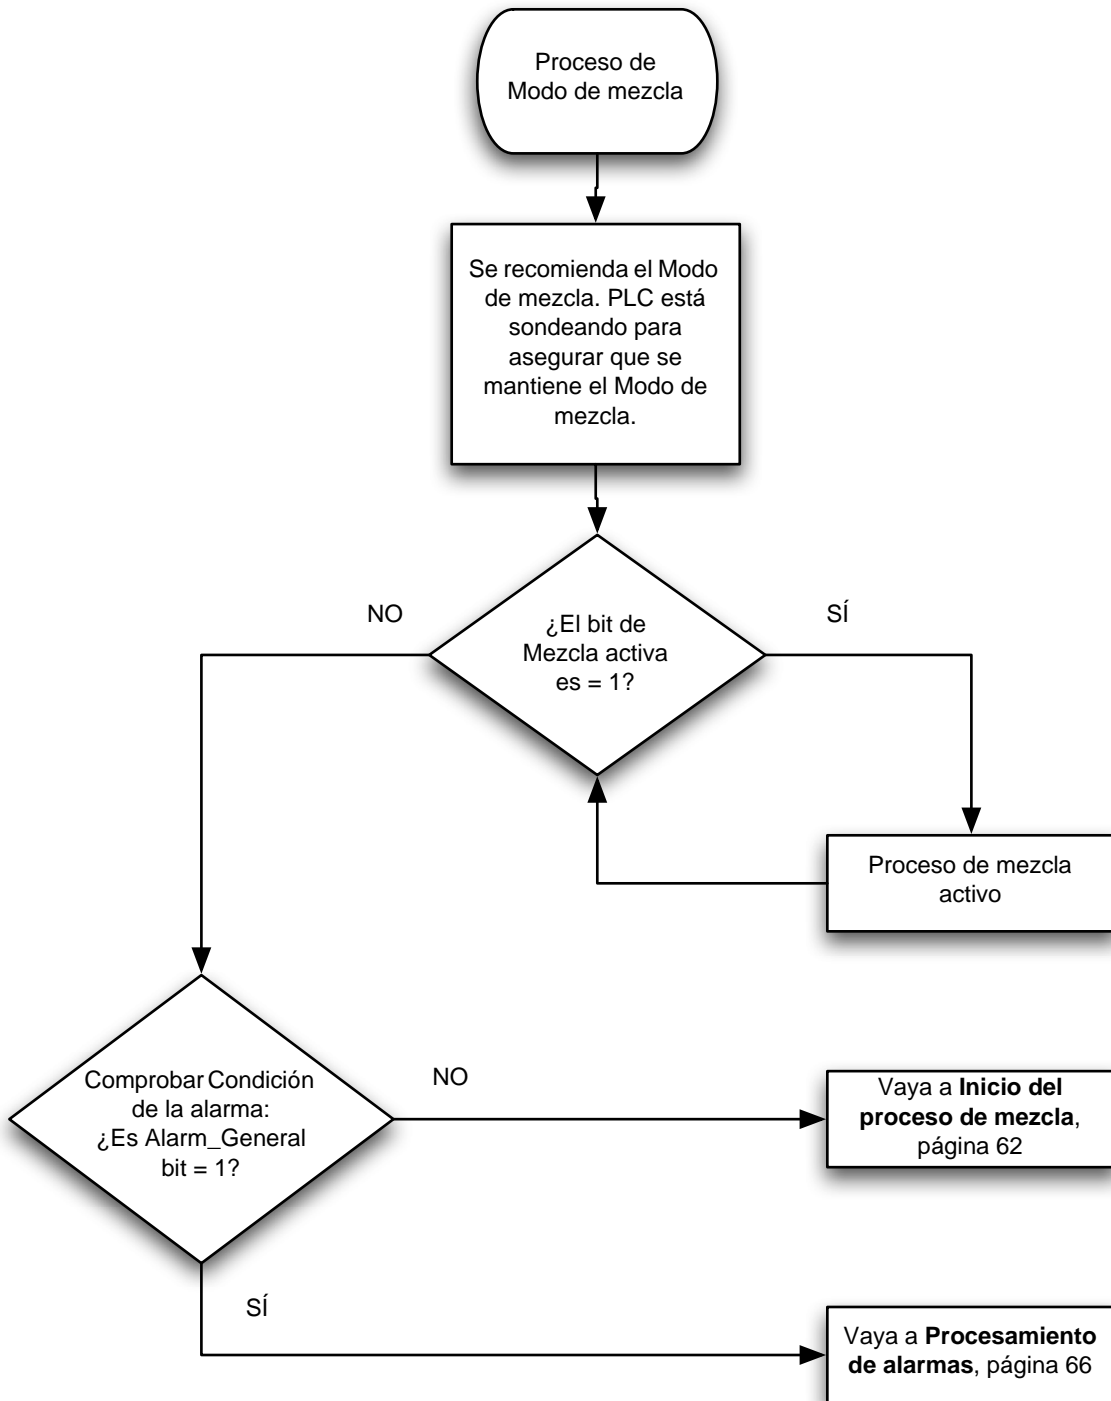 Proceso de
Modo de mezcla
Se recomienda el Modo
de mezcla. PLC está
sondeando para
asegurar que se
mantiene el Modo de
mezcla.
NO
¿El bit de
Mezcla activa
es = 1?
SÍ
Proceso de mezcla
activo
Comprobar Condición
de la alarma:
¿Es Alarm_General
bit = 1?
NO
Vaya a Inicio del
proceso de mezcla,
página 62
SÍ
Vaya a Procesamiento
de alarmas, página 66